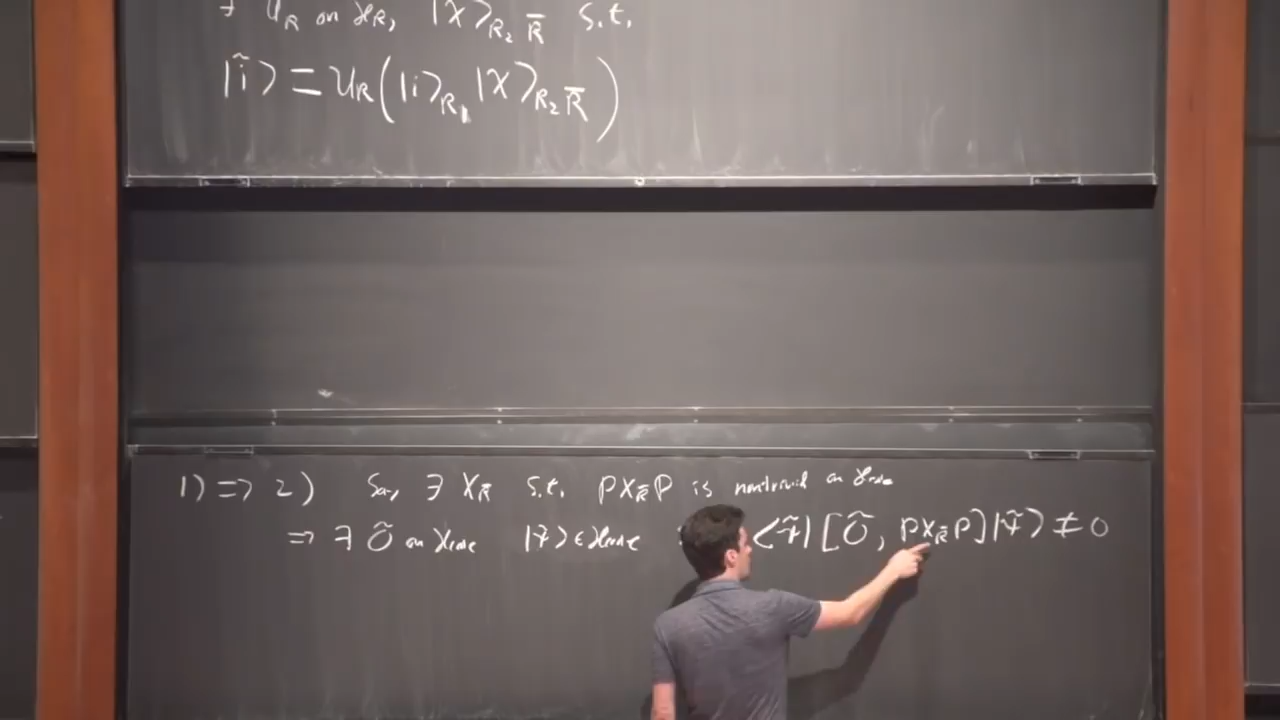 ∃ U_R on ℋ_R, |χ⟩_{R₂R̄} s.t.
|ĩ⟩ = U_R(|i⟩_{R₁}|χ⟩_{R₂R̄})
1) ⇒ 2) Say ∃ X_R̄ s.t. PX_R̄P is nontrivial on ℋ_code
⇒ ∃ Õ on ℋ_code |ψ̃⟩ ∈ ℋ_code ⟨ψ̃|[Õ, PX_R̄P]|ψ̃⟩ ≠ 0